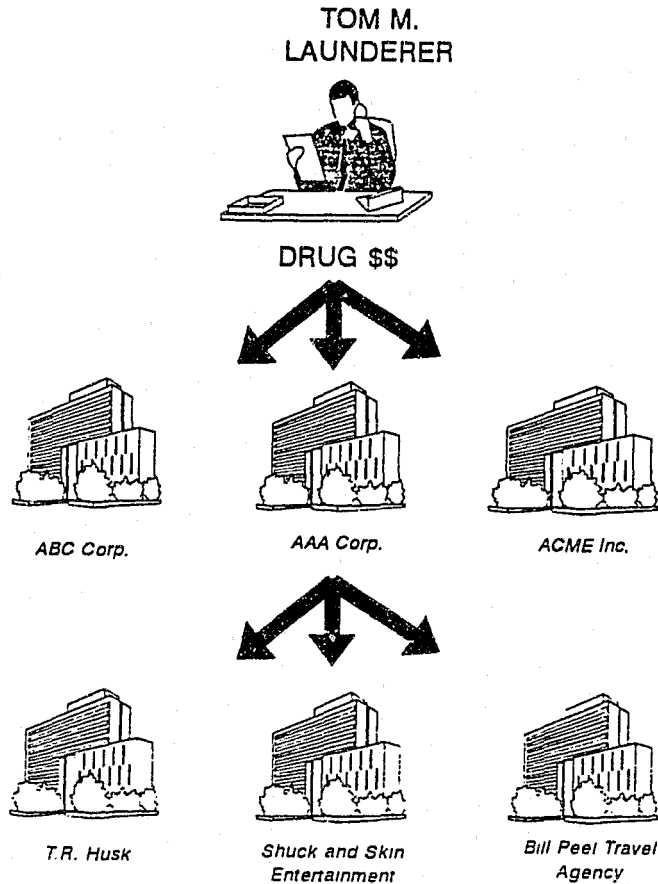 TOM M.
LAUNDERER
DRUG $$
ABC Corp.
AAA Corp.
ACME Inc.
T.R. Husk
Shuck and Skin
Entertainment
Bill Peel Travel
Agency